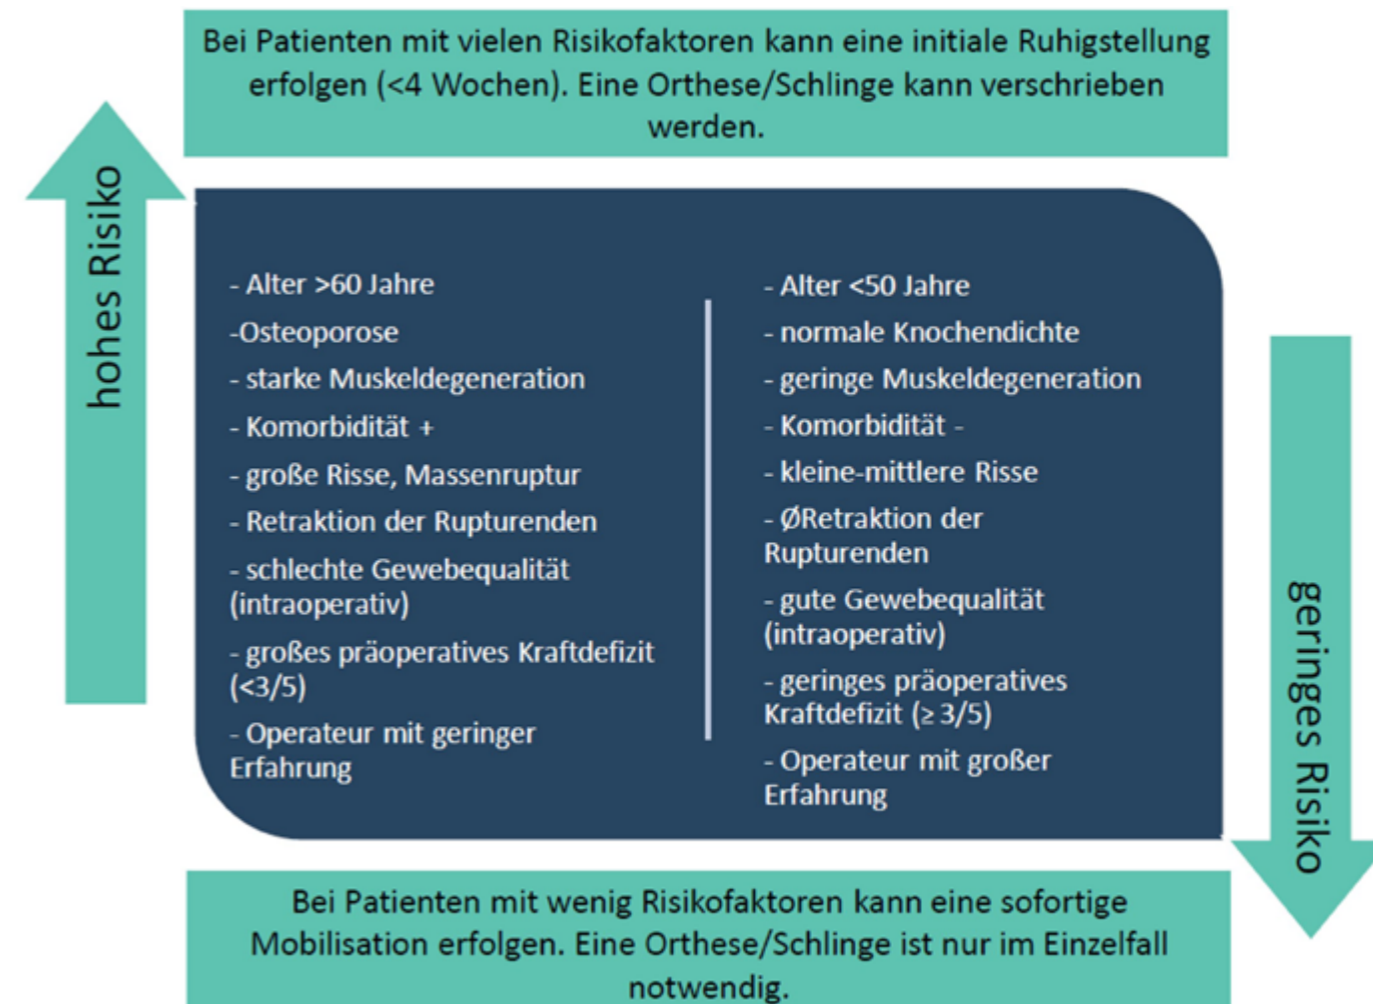 Bei Patienten mit vielen Risikofaktoren kann eine initiale Ruhigstellung
erfolgen (<4 Wochen). Eine Orthese/Schlinge kann verschrieben
werden.
hohes Risiko
- Alter >60 Jahre
-Osteoporose
- starke Muskeldegeneration
- Komorbidität +
- große Risse, Massenruptur
- Retraktion der Rupturenden
- schlechte Gewebequalität
(intraoperativ)
- großes präoperatives Kraftdefizit
(<3/5)
- Operateur mit geringer
Erfahrung
- Alter <50 Jahre
- normale Knochendichte
- geringe Muskeldegeneration
- Komorbidität -
- kleine-mittlere Risse
- ØRetraktion der
Rupturenden
- gute Gewebequalität
(intraoperativ)
- geringes präoperatives
Kraftdefizit (≥ 3/5)
- Operateur mit großer
Erfahrung
geringes Risiko
Bei Patienten mit wenig Risikofaktoren kann eine sofortige
Mobilisation erfolgen. Eine Orthese/Schlinge ist nur im Einzelfall
notwendig.